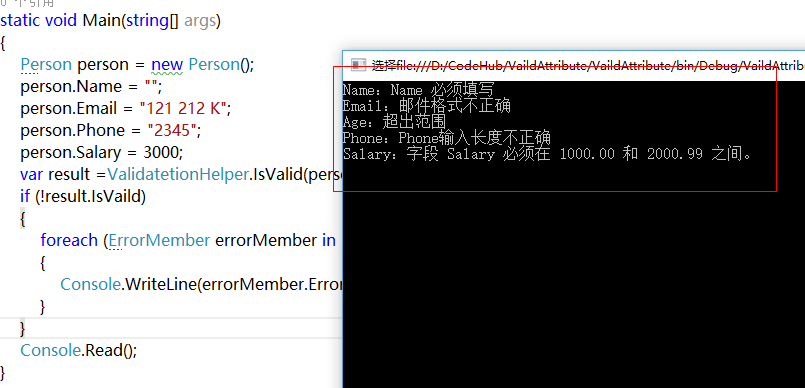 0 个引用
static void Main(string[] args)
{
Person person = new Person();
person.Name = "";
person.Email = "121 212 K";
person.Phone = "2345";
person.Salary = 3000;
var result =ValidatetionHelper.IsValid(pers
if (!result.IsVaild)
{
foreach (ErrorMember errorMember in
{
Console.WriteLine(errorMember.Error
}
}
Console.Read();
}
选择file:///D:/CodeHub/VaildAttribute/VaildAttribute/bin/Debug/VaildAttrib
Name: Name 必须填写
Email: 邮件格式不正确
Age: 超出范围
Phone: Phone输入长度不正确
Salary: 字段 Salary 必须在 1000.00 和 2000.99 之间。